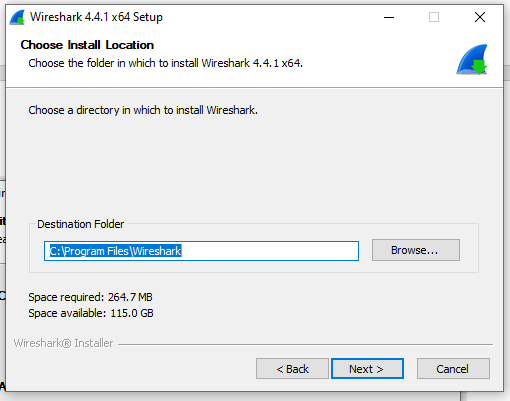 Wireshark 4.4.1 x64 Setup
Choose Install Location
Choose the folder in which to install Wireshark 4.4.1 x64.
Choose a directory in which to install Wireshark.
Destination Folder
C:\Program Files\Wireshark
Browse...
Space required: 264.7 MB
Space available: 115.0 GB
Wireshark® Installer
< Back
Next >
Cancel